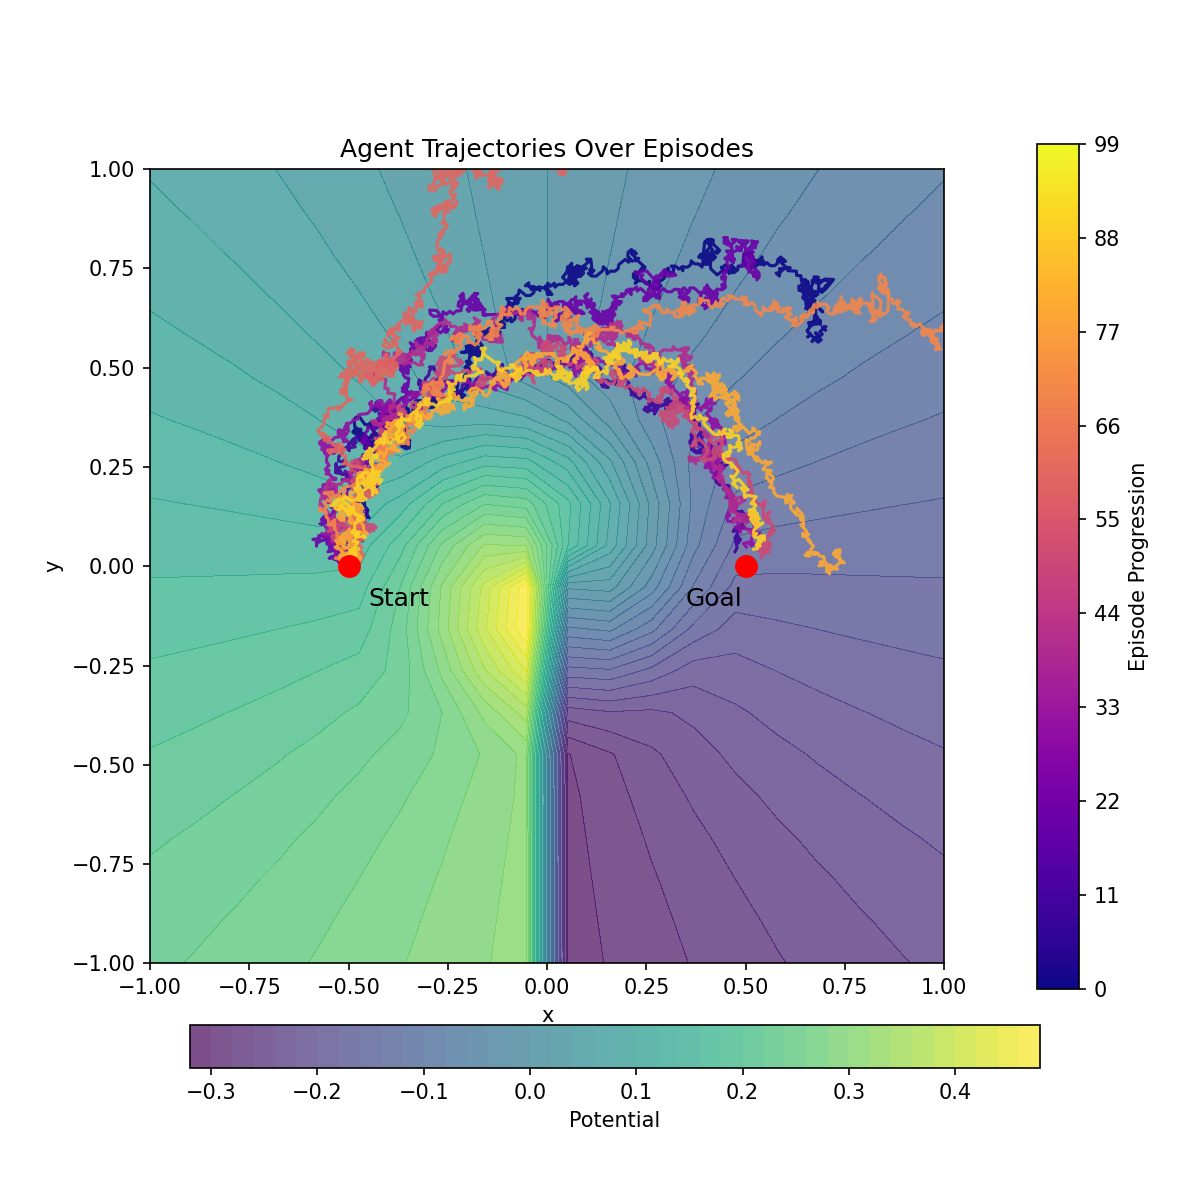 Agent Trajectories Over Episodes
1.00
0.75
0.50
0.25
0.00
−0.25
−0.50
−0.75
−1.00
y
Start
Goal
−1.00 −0.75 −0.50 −0.25 0.00 0.25 0.50 0.75 1.00
x
99
88
77
66
55
44
33
22
11
0
Episode Progression
−0.3 −0.2 −0.1 0.0 0.1 0.2 0.3 0.4
Potential